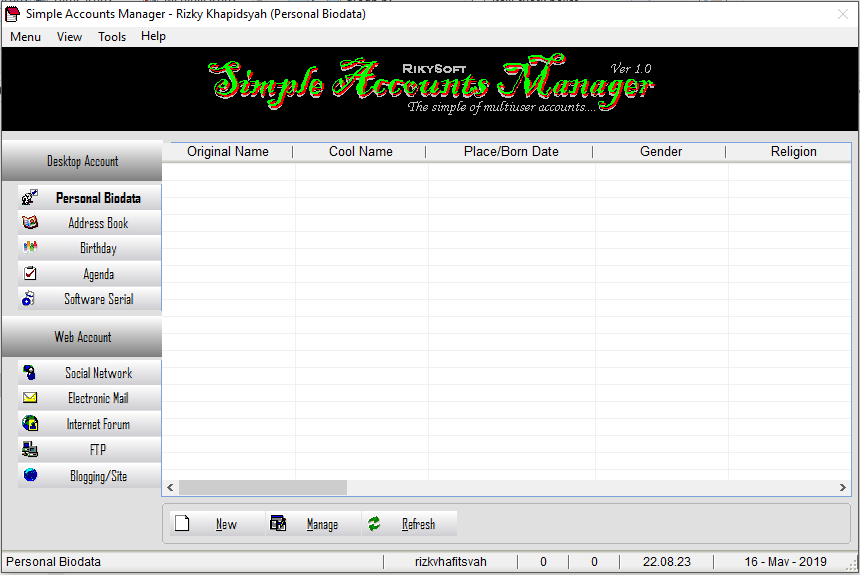 Simple Accounts Manager - Rizky Khapidsyah (Personal Biodata)
Menu View Tools Help
RIKYSOFT
Ver 1.0
Simple Accounts Manager
The simple of multiuser accounts....
Desktop Account
Personal Biodata
Address Book
Birthday
Agenda
Software Serial
Web Account
Social Network
Electronic Mail
Internet Forum
FTP
Blogging/Site
Original Name Cool Name Place/Born Date Gender Religion
New Manage Refresh
Personal Biodata rizkyhafitsyah 0 0 22.08.23 16 - May - 2019